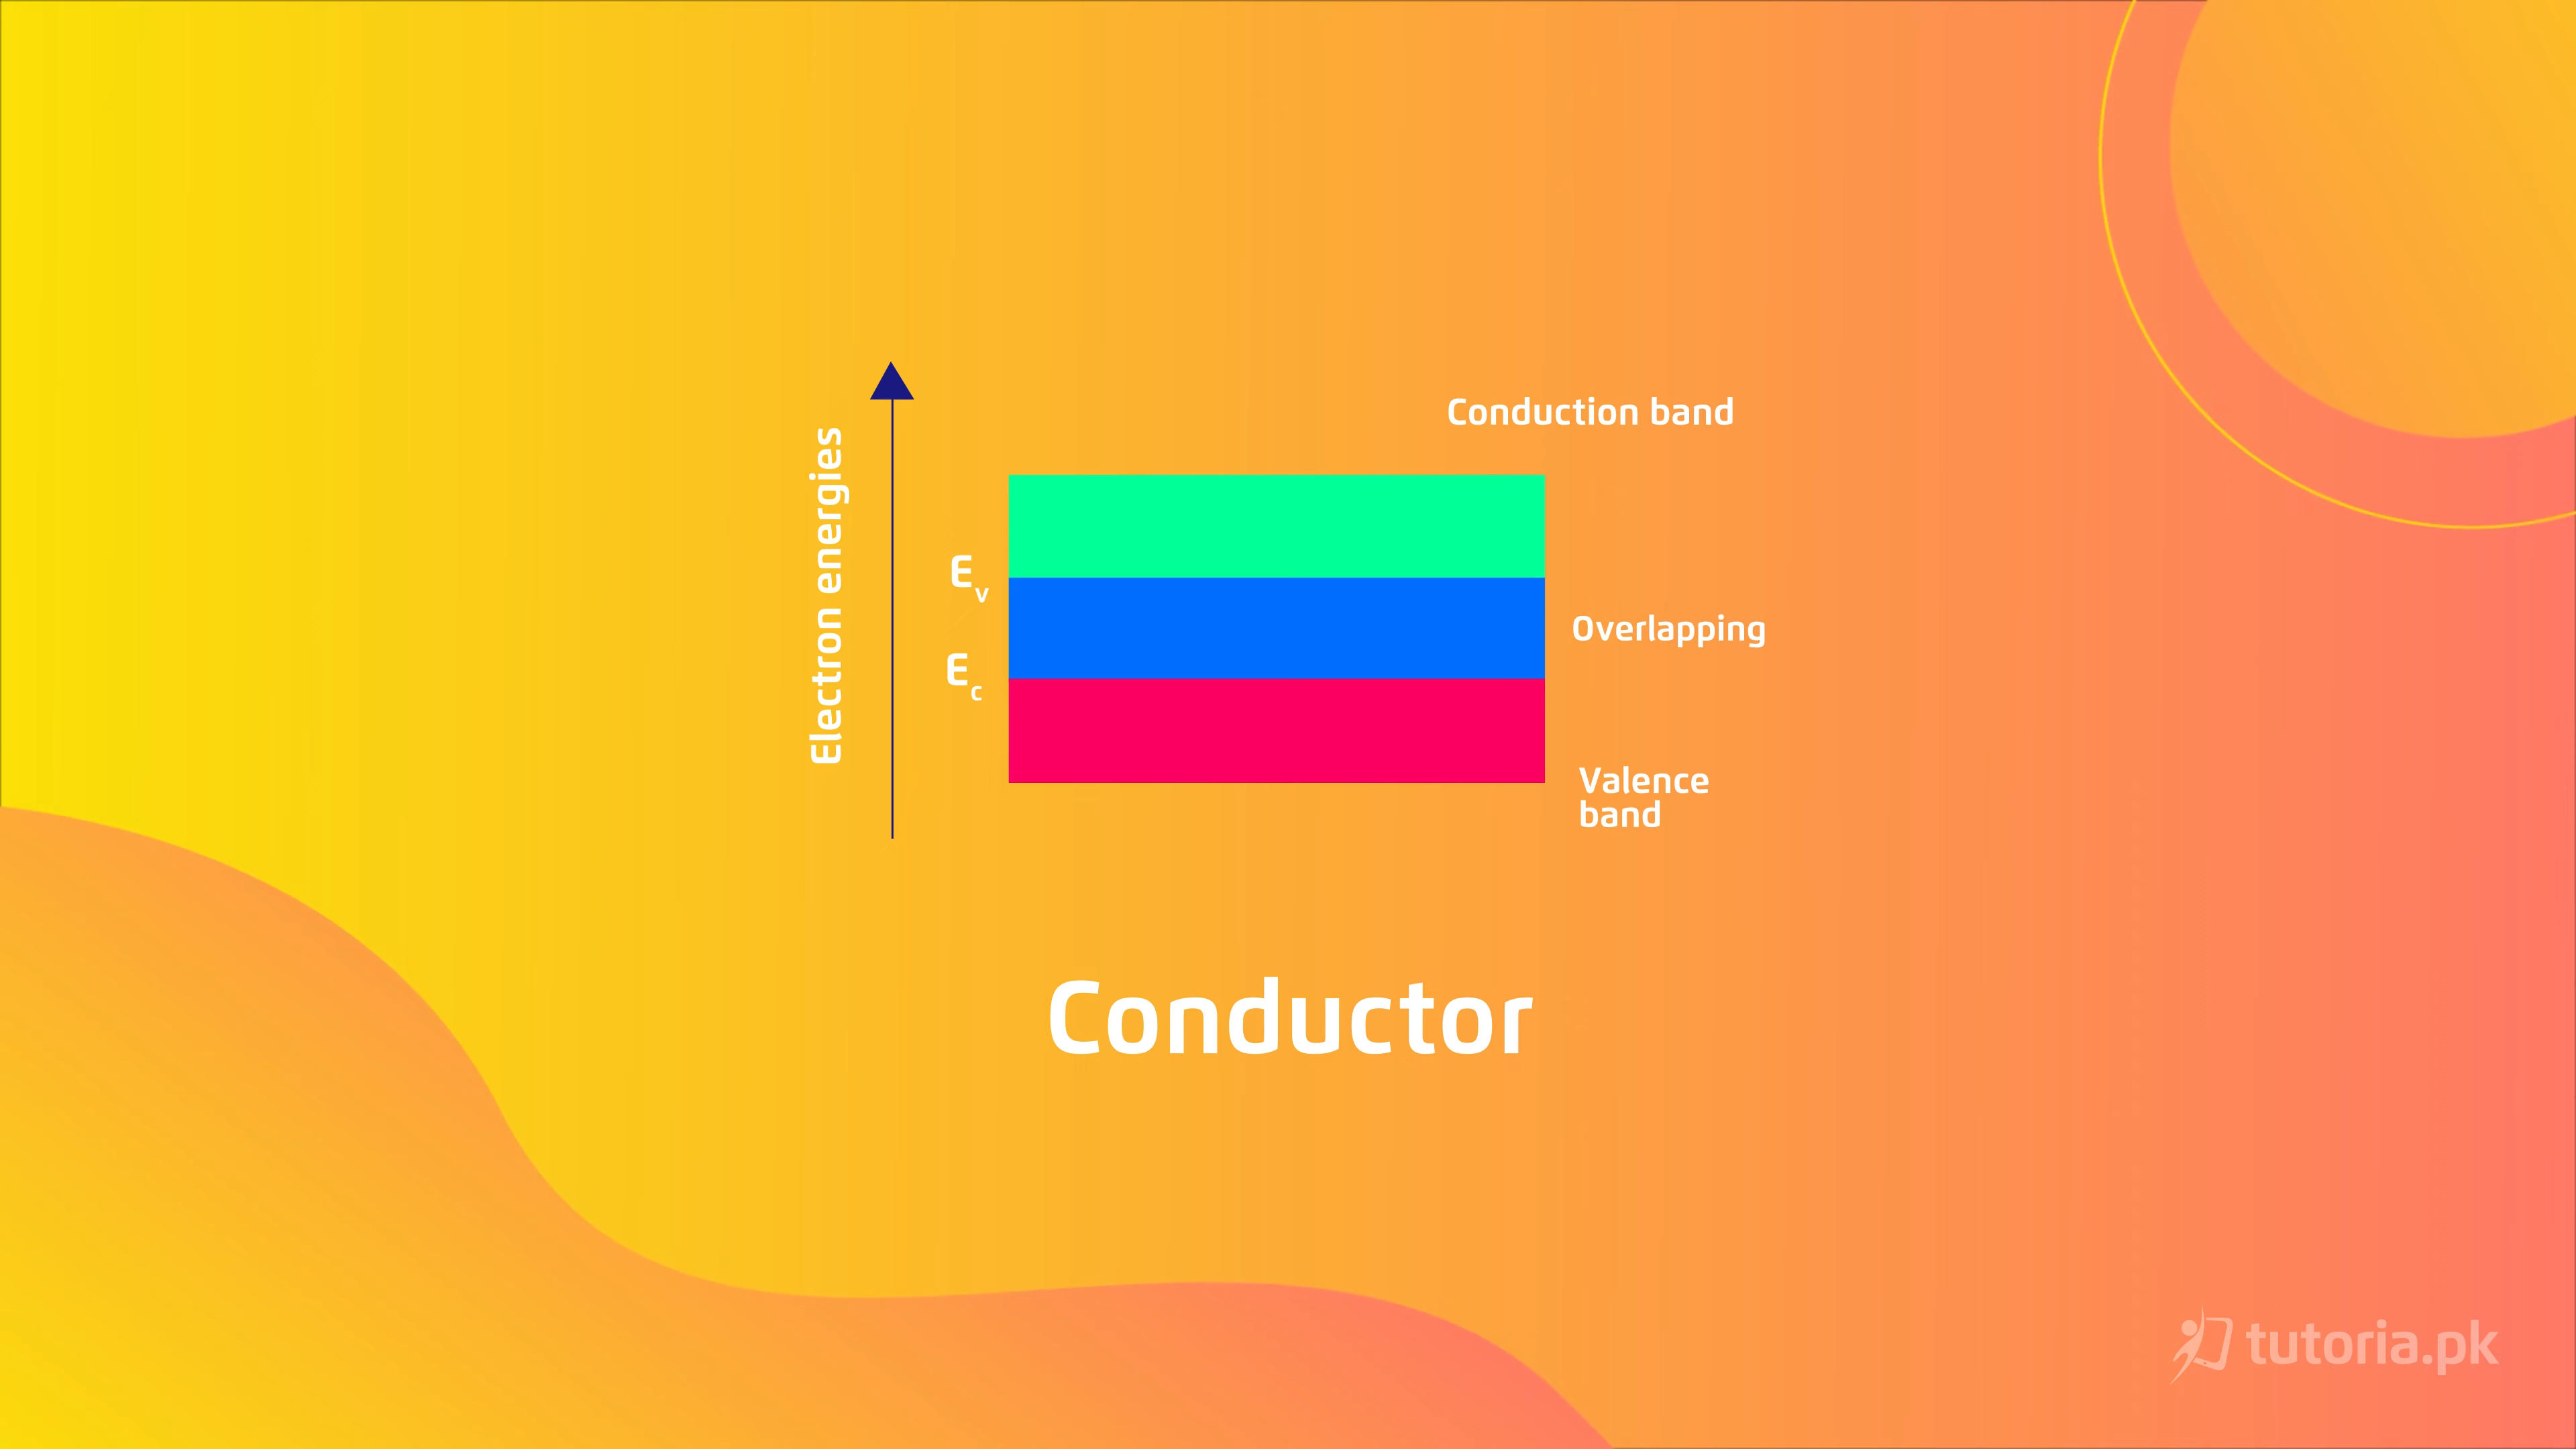 Conduction band
Electron energies
Ev
Overlapping
Ec
Valence
band
Conductor
tutoria.pk